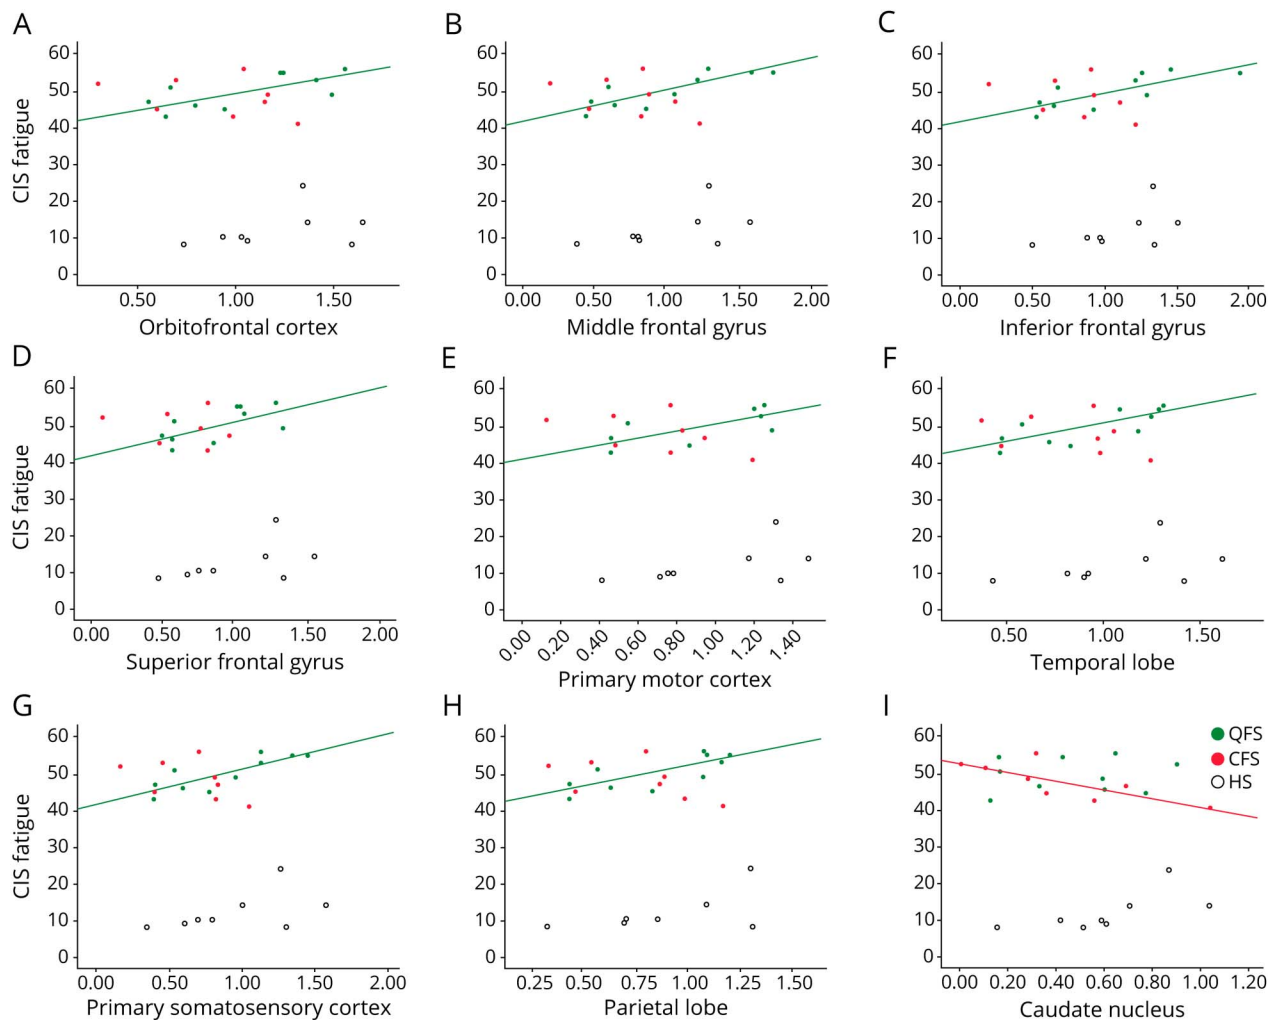 A
CIS fatigue
60
50
40
30
20
10
0
0.50 1.00 1.50
Orbitofrontal cortex
B
60
50
40
30
20
10
0
0.00 0.50 1.00 1.50 2.00
Middle frontal gyrus
C
60
50
40
30
20
10
0
0.00 0.50 1.00 1.50 2.00
Inferior frontal gyrus
D
CIS fatigue
60
50
40
30
20
10
0
0.00 0.50 1.00 1.50 2.00
Superior frontal gyrus
E
60
50
40
30
20
10
0
0.00 0.20 0.40 0.60 0.80 1.00 1.20 1.40
Primary motor cortex
F
60
50
40
30
20
10
0
0.50 1.00 1.50
Temporal lobe
G
CIS fatigue
60
50
40
30
20
10
0
0.00 0.50 1.00 1.50 2.00
Primary somatosensory cortex
H
60
50
40
30
20
10
0
0.25 0.50 0.75 1.00 1.25 1.50
Parietal lobe
I
QFS
CFS
HS
60
50
40
30
20
10
0
0.00 0.20 0.40 0.60 0.80 1.00 1.20
Caudate nucleus